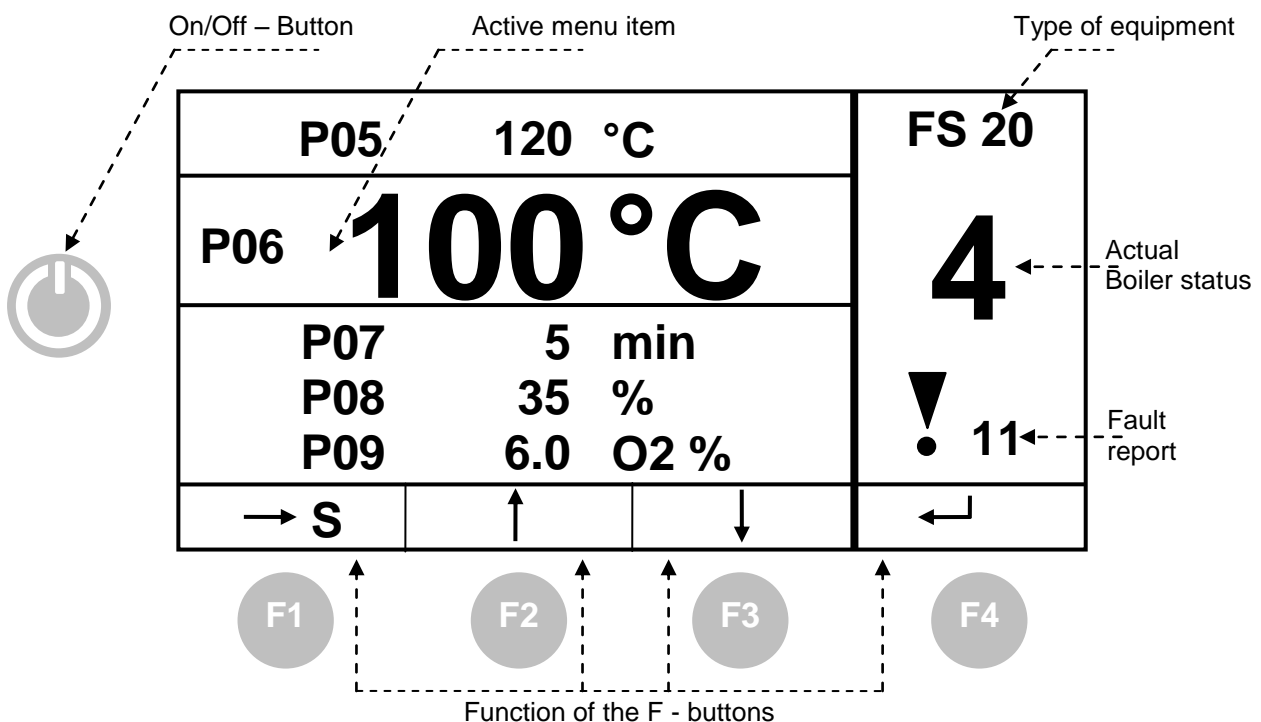 On/Off – Button
Active menu item
Type of equipment
P05 120 °C
FS 20
P06 100 °C
4
Actual
Boiler status
P07 5 min
P08 35 %
P09 6.0 O2 %
! 11
Fault
report
→ S ↑ ↓ ↵
F1 F2 F3 F4
Function of the F - buttons